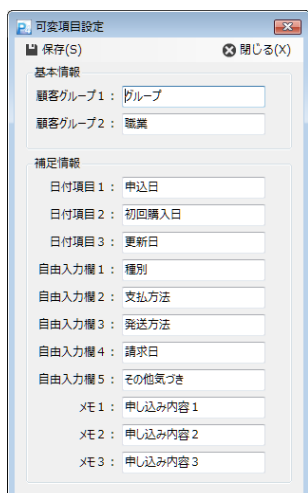 可変項目設定
保存(S) 閉じる(X)
基本情報
顧客グループ1： グループ
顧客グループ2： 職業
補足情報
日付項目1： 申込日
日付項目2： 初回購入日
日付項目3： 更新日
自由入力欄1： 種別
自由入力欄2： 支払方法
自由入力欄3： 発送方法
自由入力欄4： 請求日
自由入力欄5： その他気づき
メモ1： 申し込み内容1
メモ2： 申し込み内容2
メモ3： 申し込み内容3